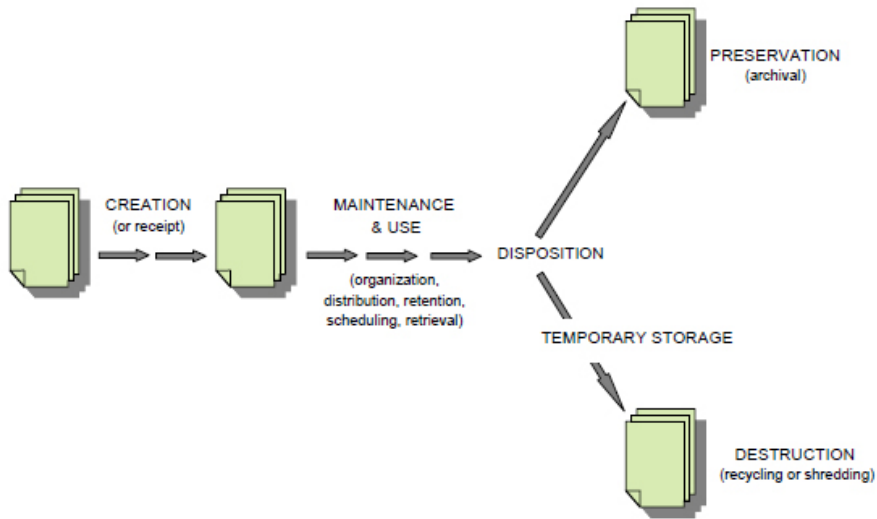 PRESERVATION
(archival)
CREATION
(or receipt)
MAINTENANCE
& USE
(organization,
distribution, retention,
scheduling, retrieval)
DISPOSITION
TEMPORARY STORAGE
DESTRUCTION
(recycling or shredding)